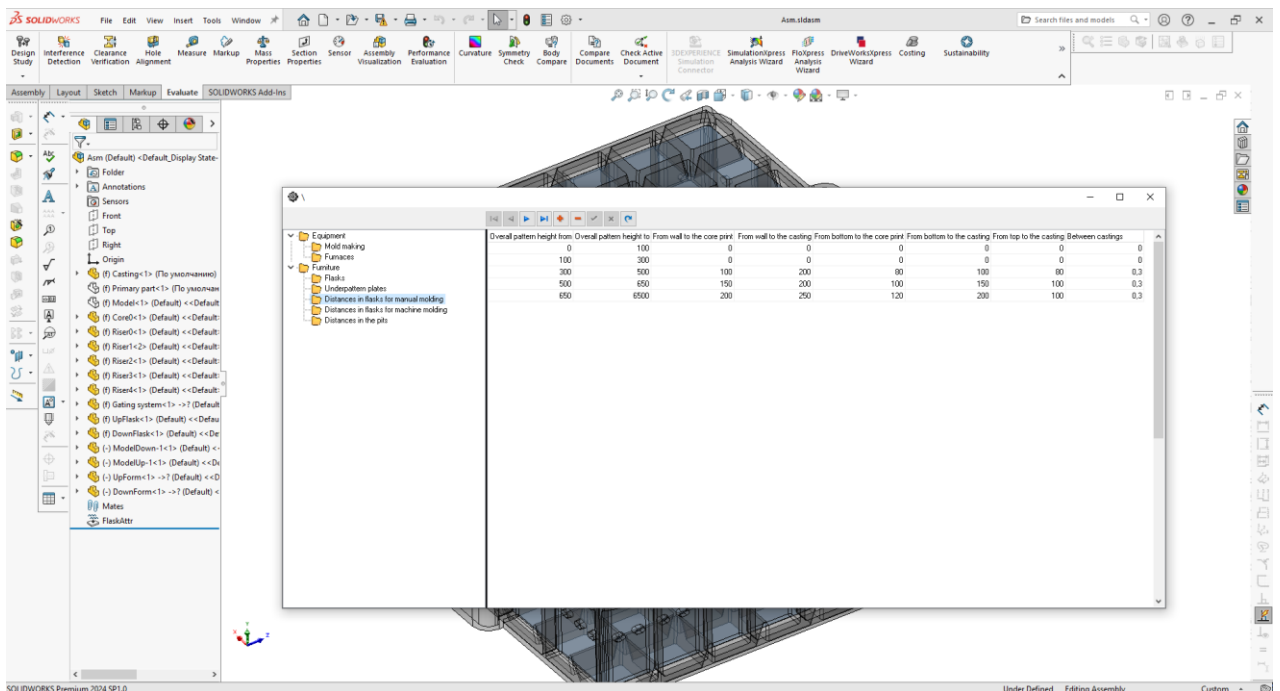 SOLIDWORKS File Edit View Insert Tools Window Asm.sldasm Search files and models
Design Study
Interference Detection
Clearance Verification
Hole Alignment
Measure
Markup
Mass Properties
Section Properties
Sensor
Assembly Visualization
Performance Evaluation
Curvature
Symmetry Check
Body Compare
Compare Documents
Check Active Document
3DEXPERIENCE Simulation Connector
SimulationXpress Analysis Wizard
FloXpress Analysis Wizard
DriveWorksXpress Wizard
Costing
Sustainability
Assembly Layout Sketch Markup Evaluate SOLIDWORKS Add-Ins
Asm (Default) <Default_Display State-
Folder
Annotations
Sensors
Front
Top
Right
Origin
(f) Casting<1> (По умолчанию)
(f) Primary part<1> (По умолчан
(f) Model<1> (Default) <<Default
(f) Core0<1> (Default) <<Default:
(f) Riser0<1> (Default) <<Default:
(f) Riser1<2> (Default) <<Default:
(f) Riser2<1> (Default) <<Default:
(f) Riser3<1> (Default) <<Default:
(f) Riser4<1> (Default) <<Default:
(f) Gating system<1> ->? (Default
(f) UpFlask<1> (Default) <<Defau
(f) DownFlask<1> (Default) <<De
(-) ModelDown-1<1> (Default) <-
(-) ModelUp-1<1> (Default) <<De
(-) UpForm<1> ->? (Default) <<D
(-) DownForm<1> ->? (Default) <
Mates
FlaskAttr
\
Equipment
Mold making
Furnaces
Furniture
Flasks
Underpattern plates
Distances in flasks for manual molding
Distances in flasks for machine molding
Distances in the pits
Overall pattern height from Overall pattern height to From wall to the core print From wall to the casting From bottom to the core print From bottom to the casting From top to the casting Between castings
0 100 0 0 0 0 0 0
100 300 0 0 0 0 0 0
300 500 100 200 80 100 80 0,3
500 650 150 200 100 150 100 0,3
650 6500 200 250 120 200 100 0,3
SOLIDWORKS Premium 2024 SP1.0 Under Defined Editing Assembly Custom